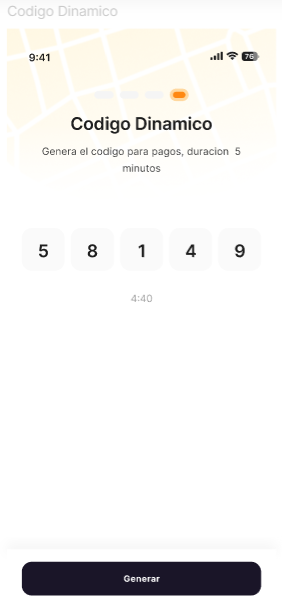 Codigo Dinamico
9:41
76
Codigo Dinamico
Genera el codigo para pagos, duracion 5
minutos
5 8 1 4 9
4:40
Generar